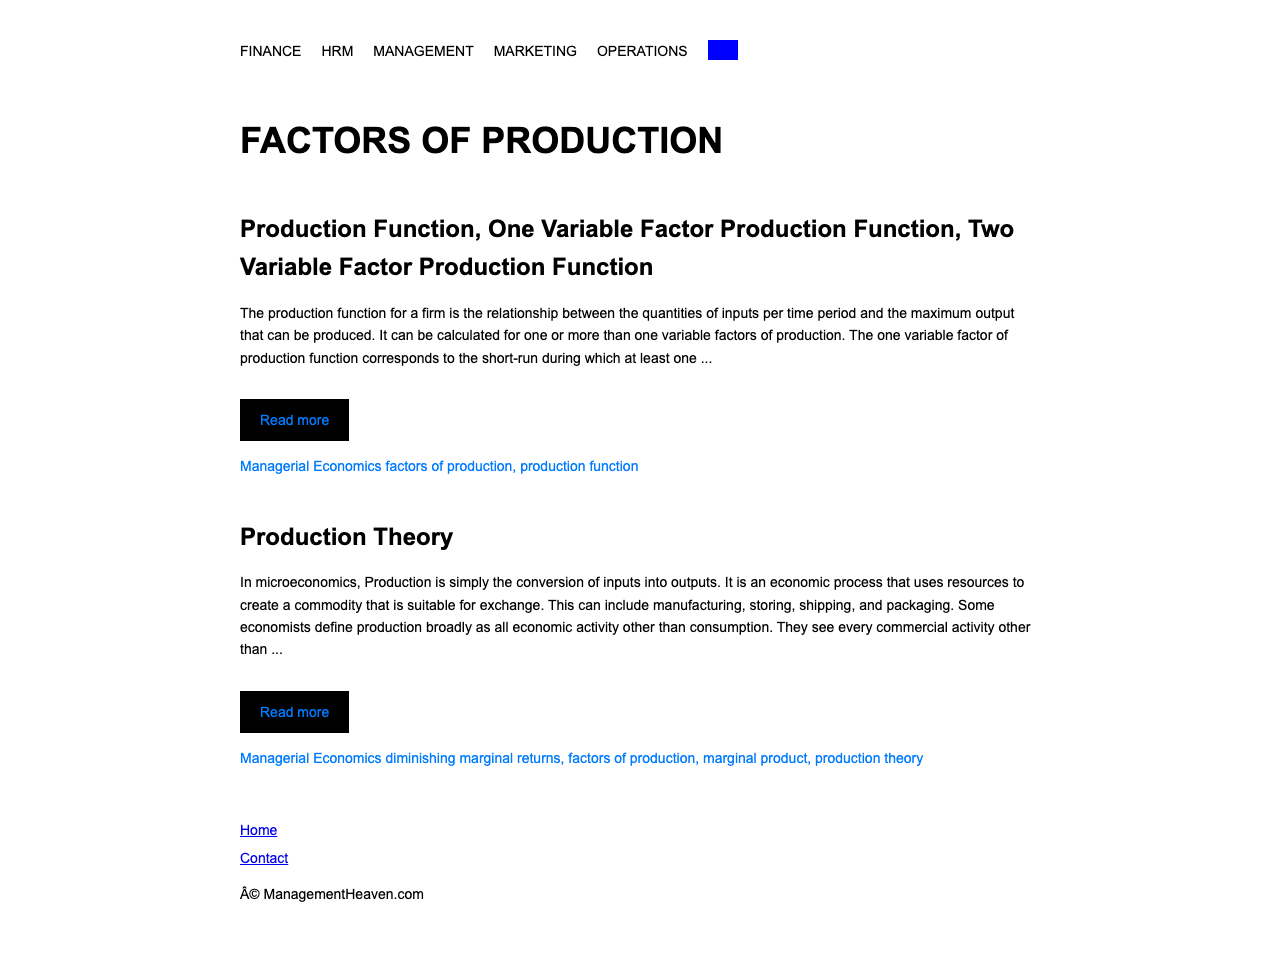 FINANCE HRM MANAGEMENT MARKETING OPERATIONS
FACTORS OF PRODUCTION
Production Function, One Variable Factor Production Function, Two
Variable Factor Production Function
The production function for a firm is the relationship between the quantities of inputs per time period and the maximum output
that can be produced. It can be calculated for one or more than one variable factors of production. The one variable factor of
production function corresponds to the short-run during which at least one ...
Read more
Managerial Economics factors of production, production function
Production Theory
In microeconomics, Production is simply the conversion of inputs into outputs. It is an economic process that uses resources to
create a commodity that is suitable for exchange. This can include manufacturing, storing, shipping, and packaging. Some
economists define production broadly as all economic activity other than consumption. They see every commercial activity other
than ...
Read more
Managerial Economics diminishing marginal returns, factors of production, marginal product, production theory
Home
Contact
Â© ManagementHeaven.com